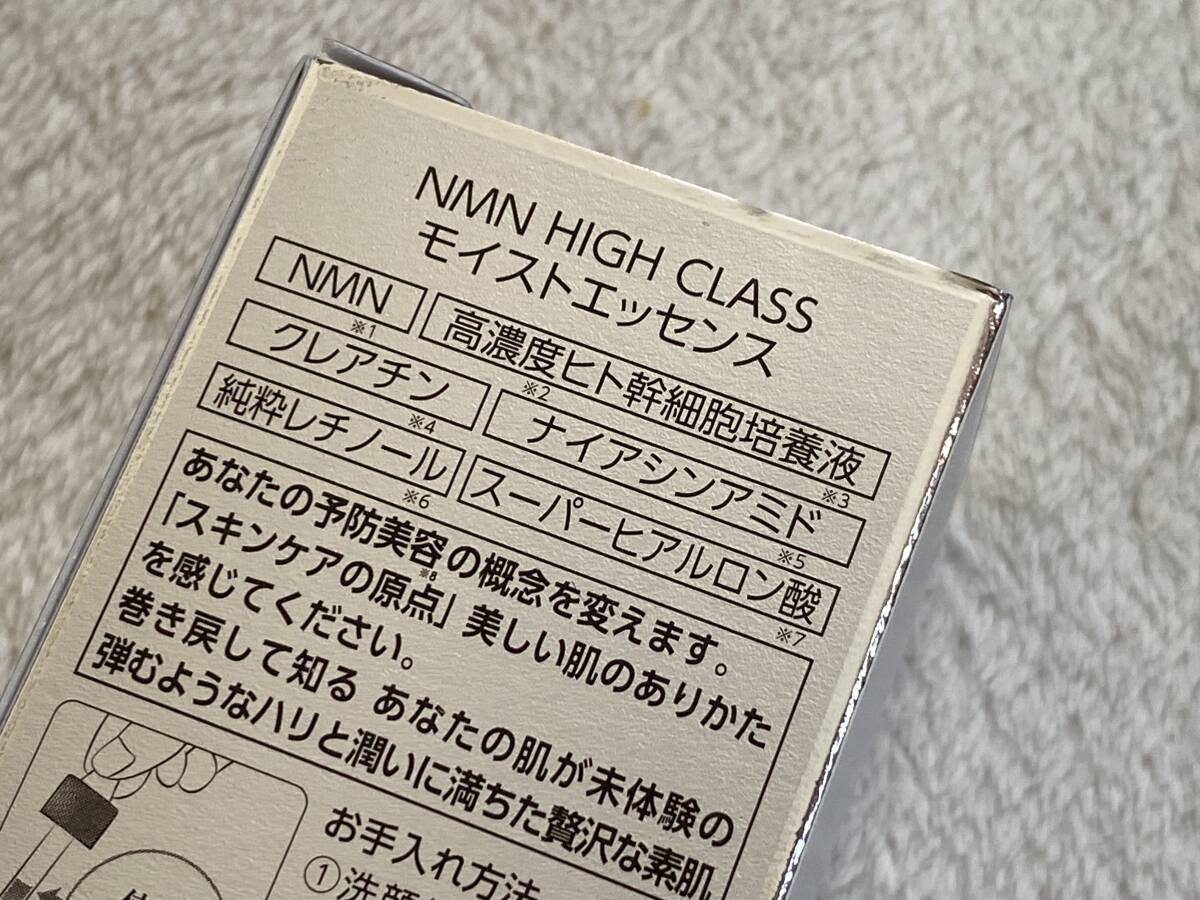 NMN HIGH CLASS
モイストエッセンス
NMN※1 高濃度ヒト幹細胞培養液※3
クレアチン※4 ※2 ナイアシンアミド※5
純粋レチノール※6 スーパーヒアルロン酸※7
あなたの予防美容※8の概念を変えます。
「スキンケアの原点」美しい肌のありかた
を感じてください。
巻き戻して知る あなたの肌が未体験の
弾むようなハリと潤いに満ちた贅沢な素肌
お手入れ方法
①洗顔